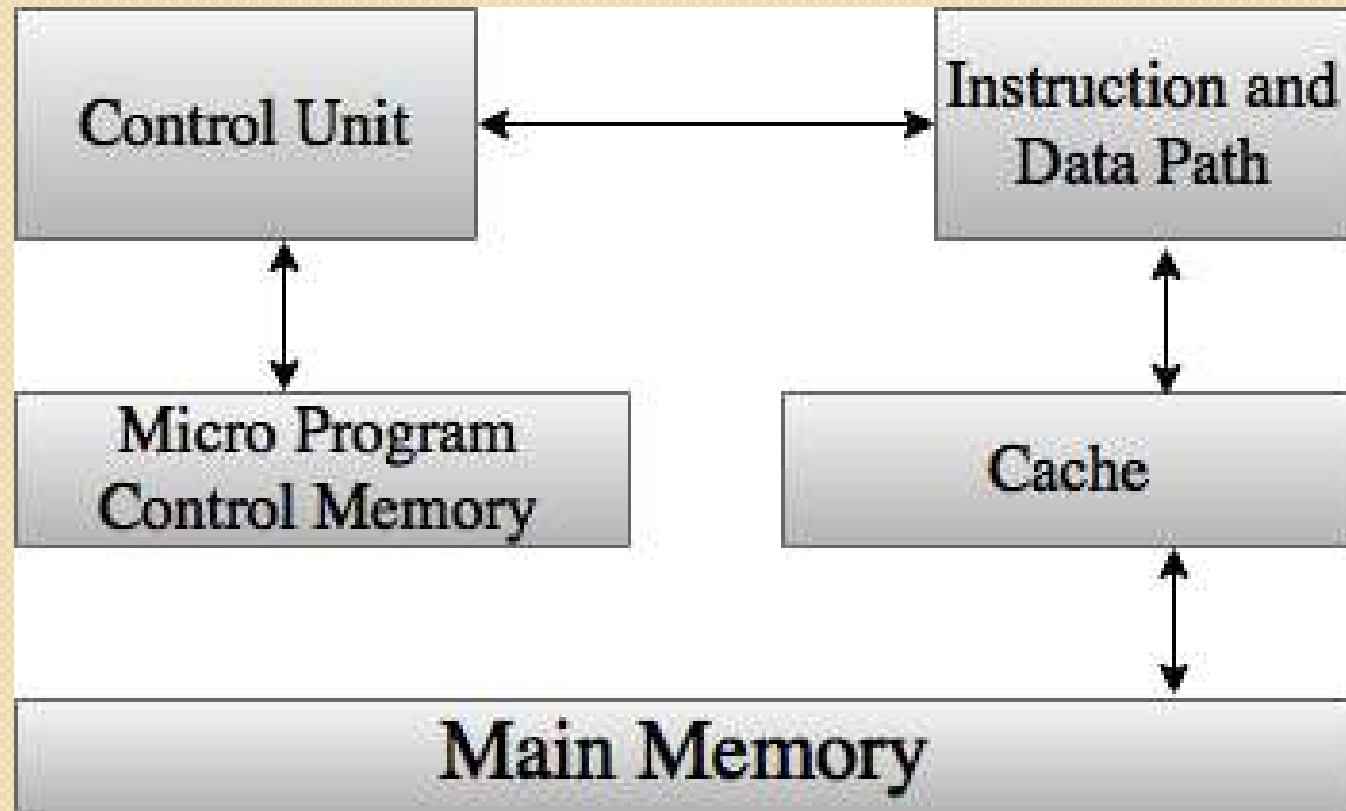 Control Unit
Instruction and
Data Path
Micro Program
Control Memory
Cache
Main Memory